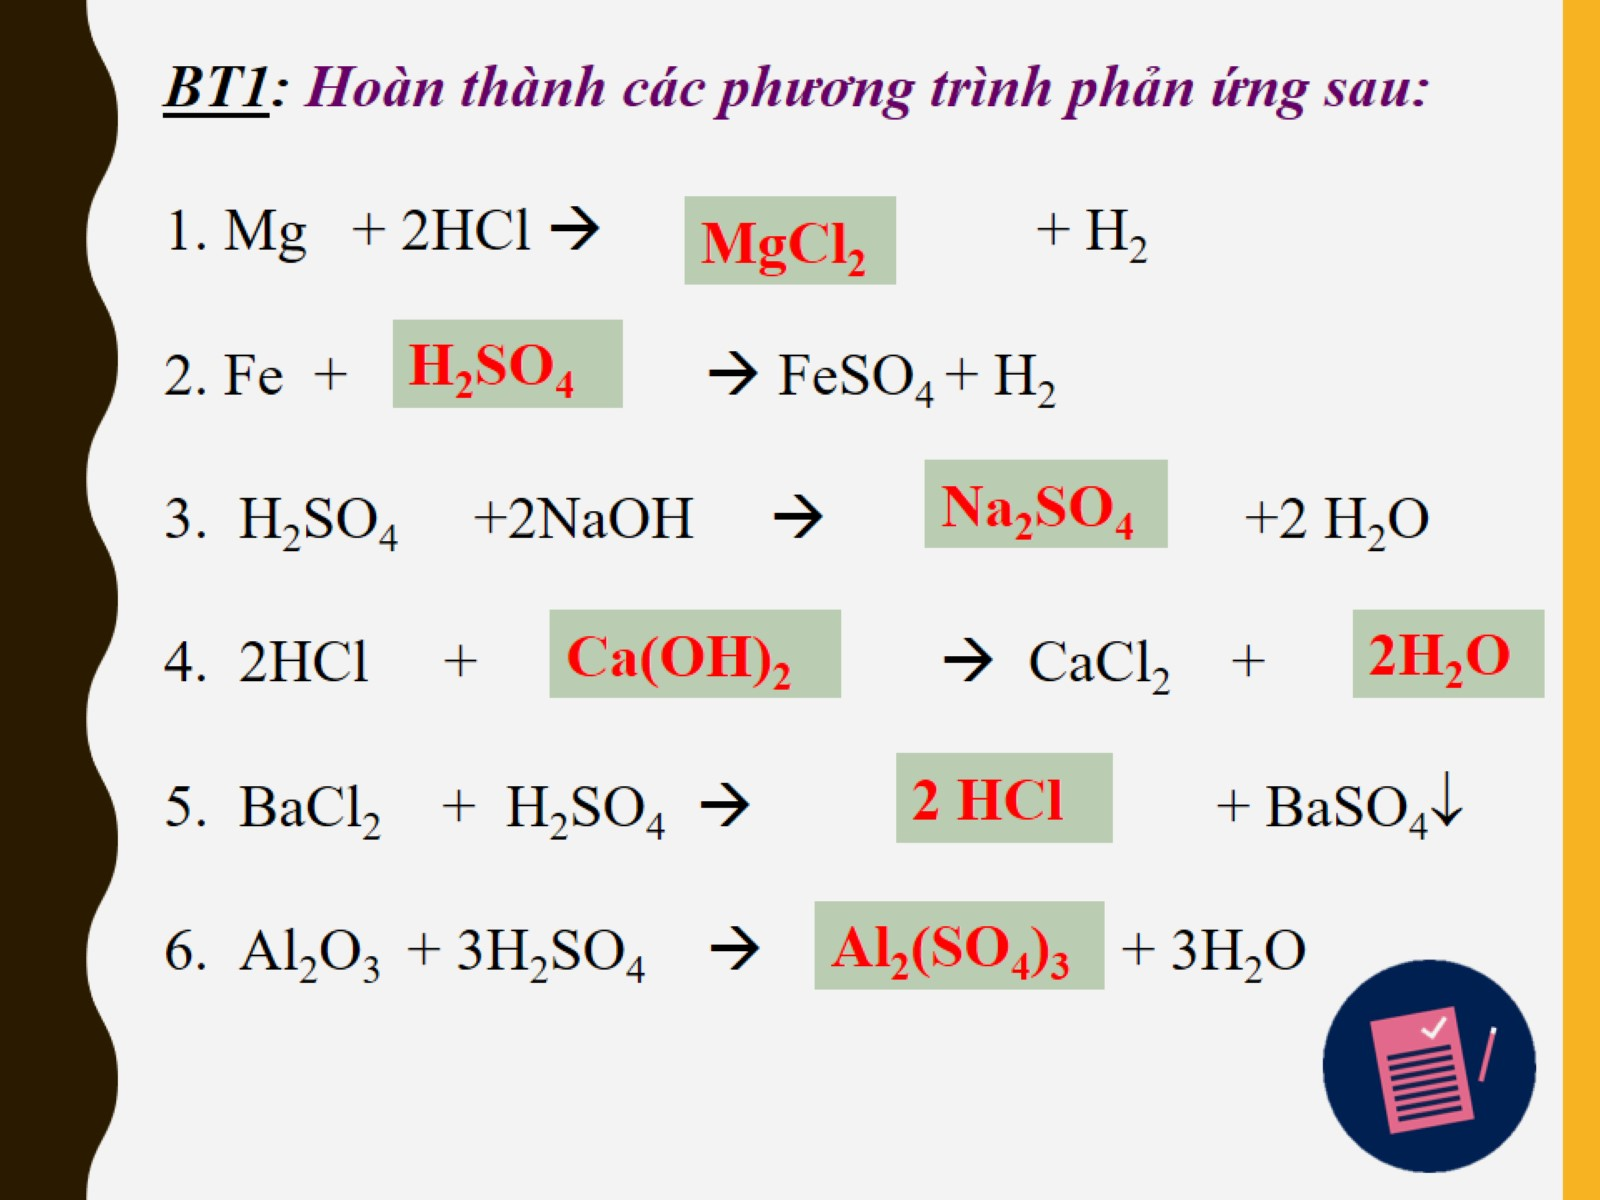 BT1: Hoàn thành các phương trình phản ứng sau:
1. Mg + 2HCl → MgCl₂ + H₂
2. Fe + H₂SO₄ → FeSO₄ + H₂
3. H₂SO₄ +2NaOH → Na₂SO₄ +2 H₂O
4. 2HCl + Ca(OH)₂ → CaCl₂ + 2H₂O
5. BaCl₂ + H₂SO₄ → 2 HCl + BaSO₄↓
6. Al₂O₃ + 3H₂SO₄ → Al₂(SO₄)₃ + 3H₂O